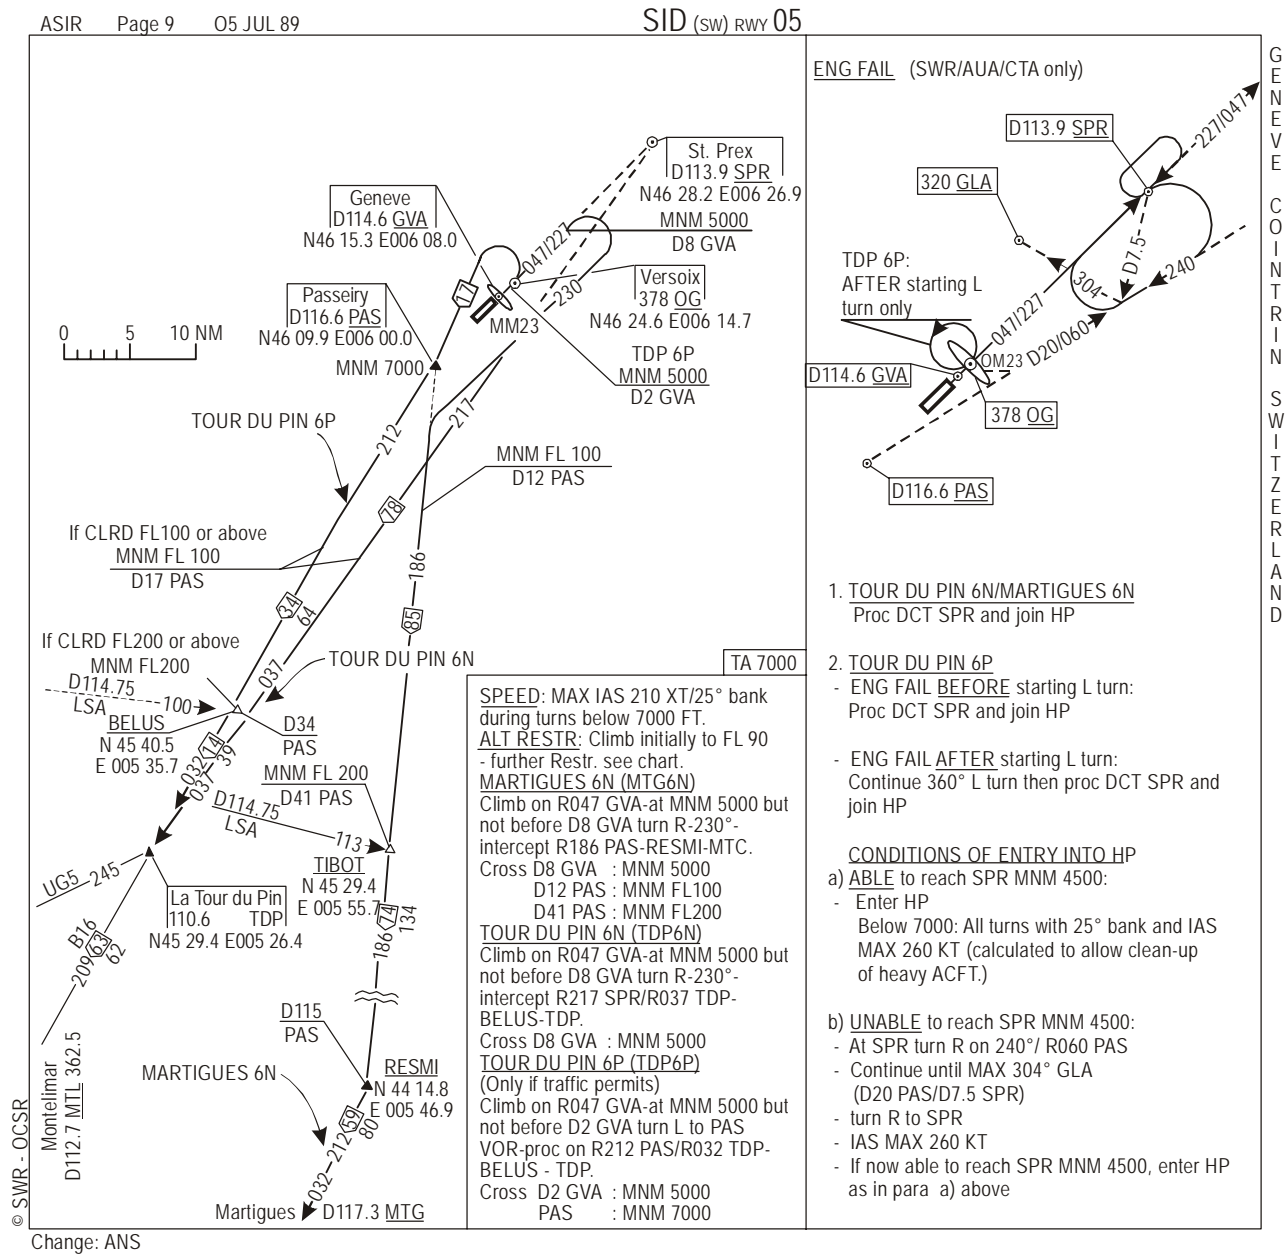 ASIR Page 9 O5 JUL 89 SID (SW) RWY 05
GENEVE COINTRIN SWITZERLAND
St. Prex
D113.9 SPR
N46 28.2 E006 26.9
Geneve
D114.6 GVA
N46 15.3 E006 08.0
MNM 5000
D8 GVA
047/227
230
17
Versoix
378 OG
N46 24.6 E006 14.7
Passeiry
D116.6 PAS
N46 09.9 E006 00.0
MNM 7000
MM23
0 5 10 NM
TDP 6P
MNM 5000
D2 GVA
TOUR DU PIN 6P
212
217
MNM FL 100
D12 PAS
78
If CLRD FL100 or above
MNM FL 100
D17 PAS
186
85
34
64
If CLRD FL200 or above
MNM FL200
TOUR DU PIN 6N
037
D114.75
LSA
100
BELUS
N 45 40.5
E 005 35.7
D34
PAS
14
39
032
037
MNM FL 200
D41 PAS
D114.75
LSA
113
TIBOT
N 45 29.4
E 005 55.7
UG5
245
La Tour du Pin
110.6 TDP
N45 29.4 E005 26.4
B16
209
63
62
74
134
186
D115
PAS
RESMI
N 44 14.8
E 005 46.9
MARTIGUES 6N
59
80
212
032
Montelimar
D112.7 MTL 362.5
Martigues D117.3 MTG
TA 7000
SPEED: MAX IAS 210 XT/25° bank
during turns below 7000 FT.
ALT RESTR: Climb initially to FL 90
- further Restr. see chart.
MARTIGUES 6N (MTG6N)
Climb on R047 GVA-at MNM 5000 but
not before D8 GVA turn R-230°-
intercept R186 PAS-RESMI-MTC.
Cross D8 GVA : MNM 5000
D12 PAS : MNM FL100
D41 PAS : MNM FL200
TOUR DU PIN 6N (TDP6N)
Climb on R047 GVA-at MNM 5000 but
not before D8 GVA turn R-230°-
intercept R217 SPR/R037 TDP-
BELUS-TDP.
Cross D8 GVA : MNM 5000
TOUR DU PIN 6P (TDP6P)
(Only if traffic permits)
Climb on R047 GVA-at MNM 5000 but
not before D2 GVA turn L to PAS
VOR-proc on R212 PAS/R032 TDP-
BELUS - TDP.
Cross D2 GVA : MNM 5000
PAS : MNM 7000
ENG FAIL (SWR/AUA/CTA only)
D113.9 SPR
227/047
320 GLA
D7.5
240
304
TDP 6P:
AFTER starting L
turn only
047/227
D20/060
OM23
D114.6 GVA
378 OG
D116.6 PAS
1. TOUR DU PIN 6N/MARTIGUES 6N
Proc DCT SPR and join HP
2. TOUR DU PIN 6P
- ENG FAIL BEFORE starting L turn:
Proc DCT SPR and join HP
- ENG FAIL AFTER starting L turn:
Continue 360° L turn then proc DCT SPR and
join HP
CONDITIONS OF ENTRY INTO HP
a) ABLE to reach SPR MNM 4500:
- Enter HP
Below 7000: All turns with 25° bank and IAS
MAX 260 KT (calculated to allow clean-up
of heavy ACFT.)
b) UNABLE to reach SPR MNM 4500:
- At SPR turn R on 240°/ R060 PAS
- Continue until MAX 304° GLA
(D20 PAS/D7.5 SPR)
- turn R to SPR
- IAS MAX 260 KT
- If now able to reach SPR MNM 4500, enter HP
as in para a) above
© SWR - OCSR
Change: ANS